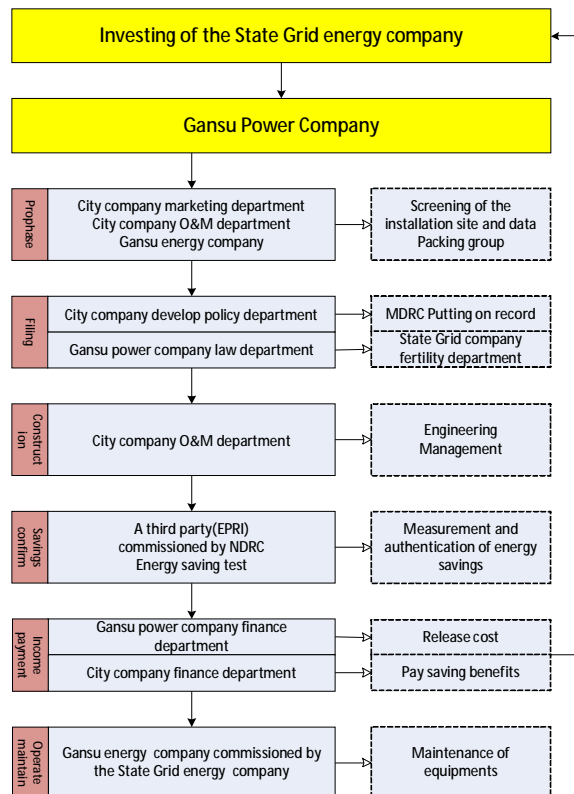 Investing of the State Grid energy company
Gansu Power Company
Prophase
City company marketing department
City company O&M department
Gansu energy company
Screening of the
installation site and data
Packing group
Filing
City company develop policy department
MDRC Putting on record
Gansu power company law department
State Grid company
fertility department
Construct
ion
City company O&M department
Engineering
Management
Savings
confirm
A third party(EPRI)
commissioned by NDRC
Energy saving test
Measurement and
authentication of energy
savings
Income
payment
Gansu power company finance
department
Release cost
City company finance department
Pay saving benefits
Operate
maintain
Gansu energy company commissioned by
the State Grid energy company
Maintenance of
equipments